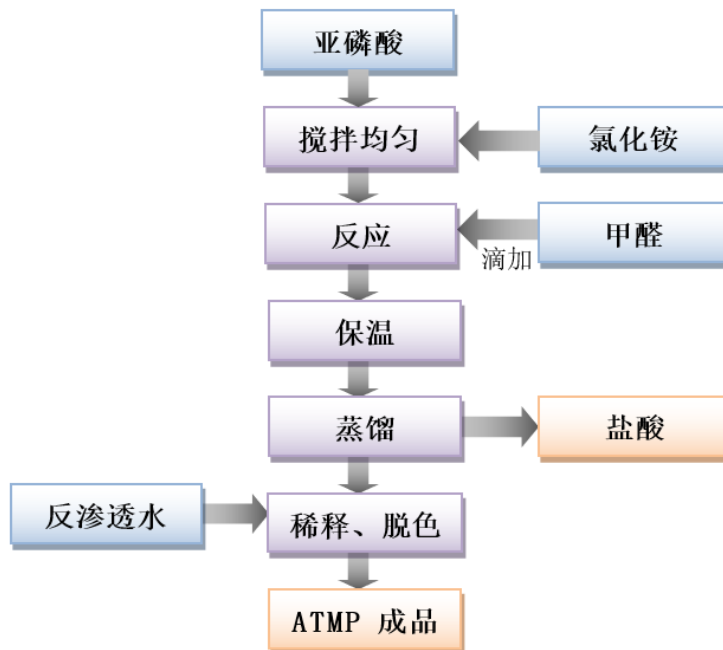 亚磷酸
搅拌均匀
氯化铵
反应
甲醛
滴加
保温
蒸馏
盐酸
反渗透水
稀释、脱色
ATMP 成品